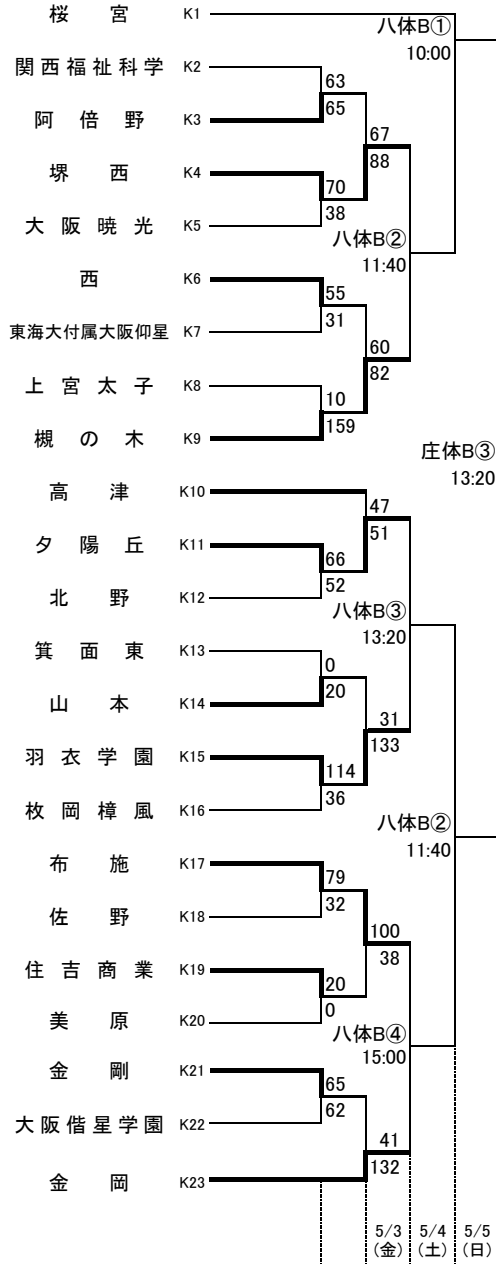 桜宮 K1
八体B①
10:00
関西福祉科学 K2
63
65
阿倍野 K3
67
88
堺西 K4
70
38
大阪暁光 K5
八体B②
11:40
西 K6
55
31
東海大付属大阪仰星 K7
60
82
上宮太子 K8
10
159
槻の木 K9
庄体B③
13:20
高津 K10
47
51
夕陽丘 K11
66
52
北野 K12
八体B③
13:20
箕面東 K13
0
20
山本 K14
31
133
羽衣学園 K15
114
36
枚岡樟風 K16
八体B②
11:40
布施 K17
79
32
佐野 K18
100
38
住吉商業 K19
20
0
美原 K20
八体B④
15:00
金剛 K21
65
62
大阪偕星学園 K22
41
132
金岡 K23
5/3 5/4 5/5
(金) (土) (日)